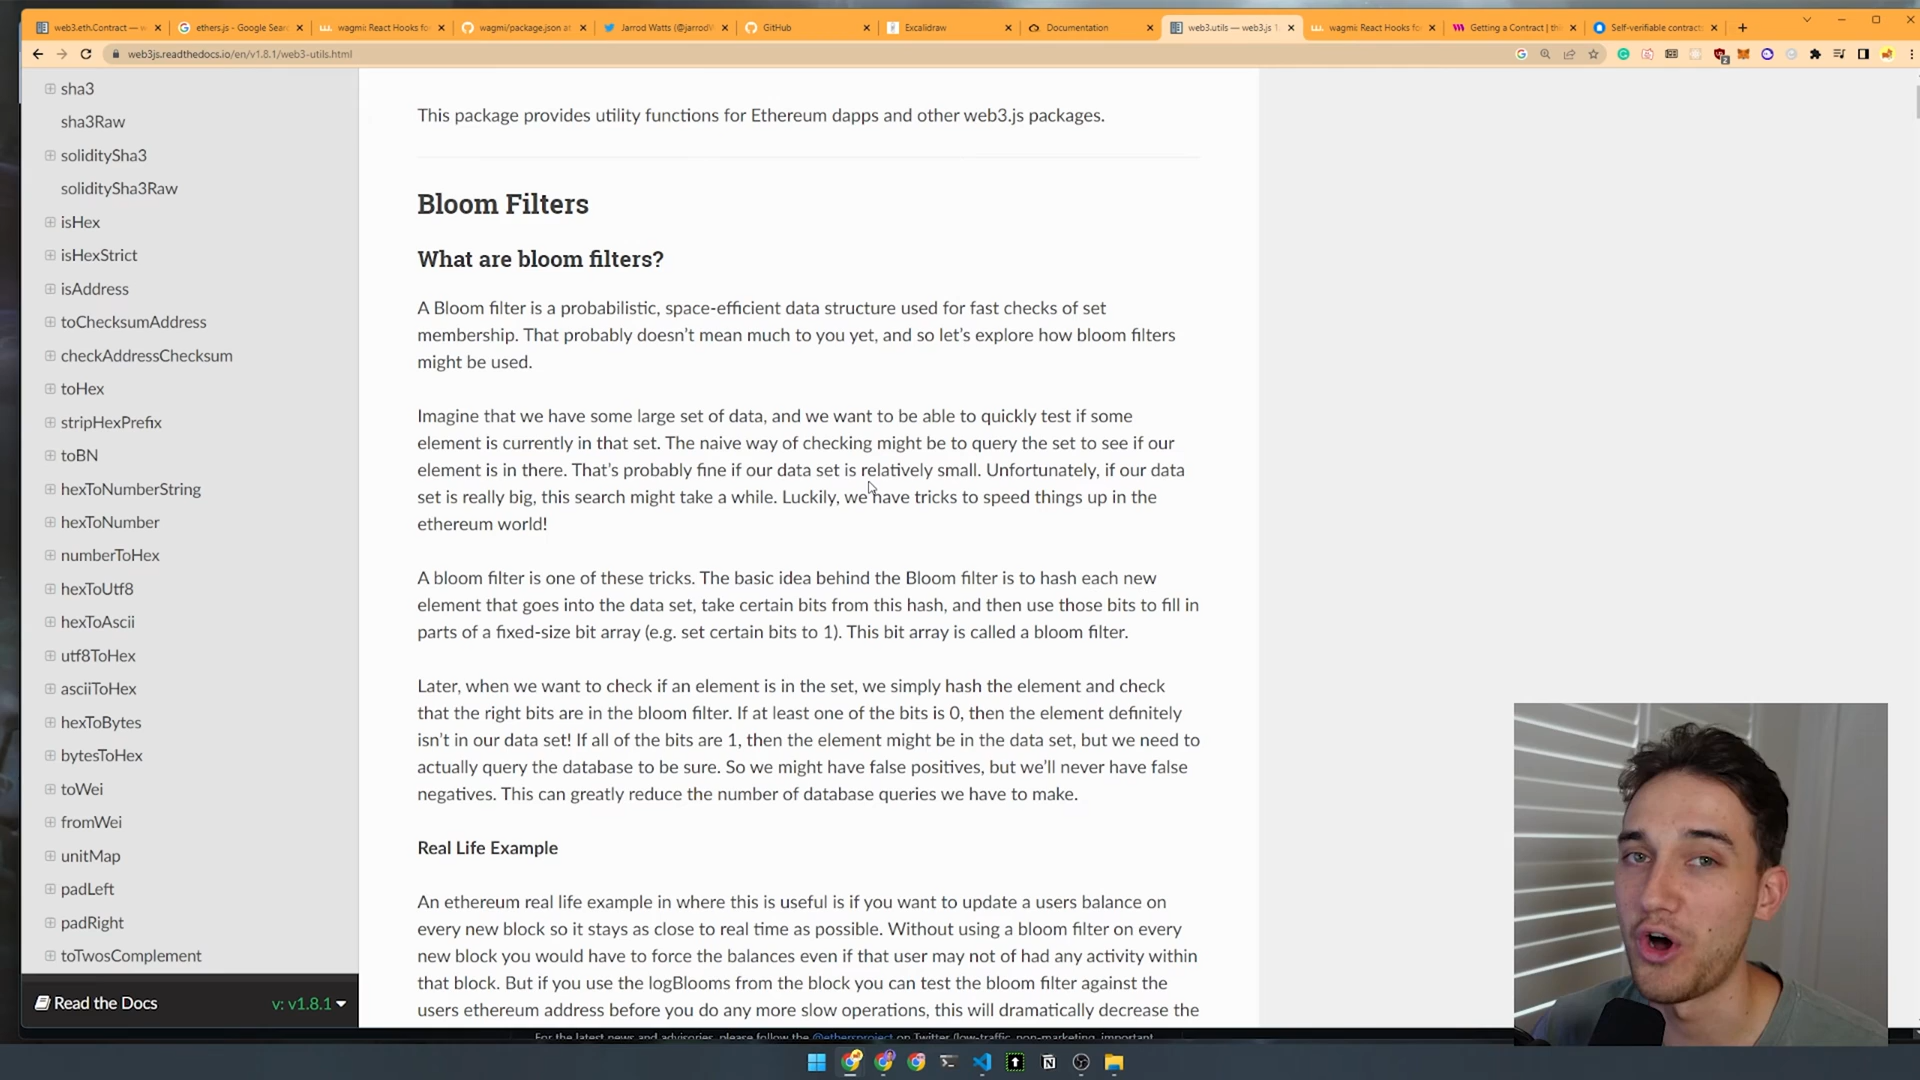 web3.eth.Contract — w
ethers.js - Google Sear
wagmi: React Hooks for
wagmi/package.json at
Jarrod Watts (@jarrod
GitHub
Excalidraw
Documentation
web3.utils — web3.js 1
wagmi: React Hooks for
Getting a Contract | thi
Self-verifiable contract
web3js.readthedocs.io/en/v1.8.1/web3-utils.html
sha3
sha3Raw
soliditySha3
soliditySha3Raw
isHex
isHexStrict
isAddress
toChecksumAddress
checkAddressChecksum
toHex
stripHexPrefix
toBN
hexToNumberString
hexToNumber
numberToHex
hexToUtf8
hexToAscii
utf8ToHex
asciiToHex
hexToBytes
bytesToHex
toWei
fromWei
unitMap
padLeft
padRight
toTwosComplement
Read the Docs
v: v1.8.1
This package provides utility functions for Ethereum dapps and other web3.js packages.
Bloom Filters
What are bloom filters?
A Bloom filter is a probabilistic, space-efficient data structure used for fast checks of set
membership. That probably doesn't mean much to you yet, and so let's explore how bloom filters
might be used.
Imagine that we have some large set of data, and we want to be able to quickly test if some
element is currently in that set. The naive way of checking might be to query the set to see if our
element is in there. That's probably fine if our data set is relatively small. Unfortunately, if our data
set is really big, this search might take a while. Luckily, we have tricks to speed things up in the
ethereum world!
A bloom filter is one of these tricks. The basic idea behind the Bloom filter is to hash each new
element that goes into the data set, take certain bits from this hash, and then use those bits to fill in
parts of a fixed-size bit array (e.g. set certain bits to 1). This bit array is called a bloom filter.
Later, when we want to check if an element is in the set, we simply hash the element and check
that the right bits are in the bloom filter. If at least one of the bits is 0, then the element definitely
isn't in our data set! If all of the bits are 1, then the element might be in the data set, but we need to
actually query the database to be sure. So we might have false positives, but we'll never have false
negatives. This can greatly reduce the number of database queries we have to make.
Real Life Example
An ethereum real life example in where this is useful is if you want to update a users balance on
every new block so it stays as close to real time as possible. Without using a bloom filter on every
new block you would have to force the balances even if that user may not of had any activity within
that block. But if you use the logBlooms from the block you can test the bloom filter against the
users ethereum address before you do any more slow operations, this will dramatically decrease the
For the latest news and advisories, please follow the @ethersproject on Twitter (low-traffic, non-marketing, important